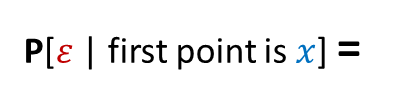 P[ε | first point is x] =